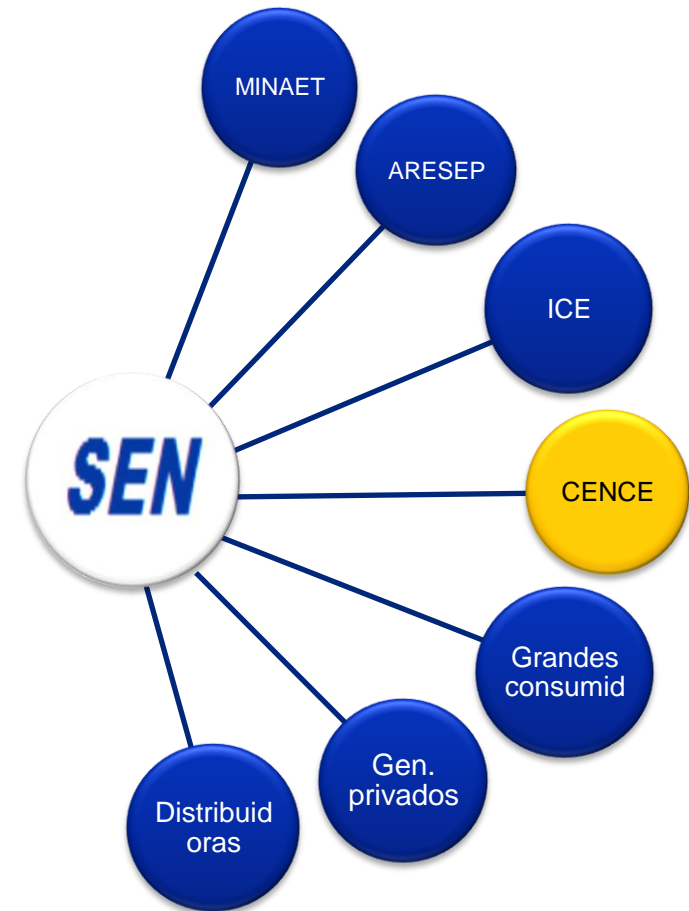 MINAET
ARESEP
ICE
SEN
CENCE
Grandes
consumid
Gen.
privados
Distribuid
oras